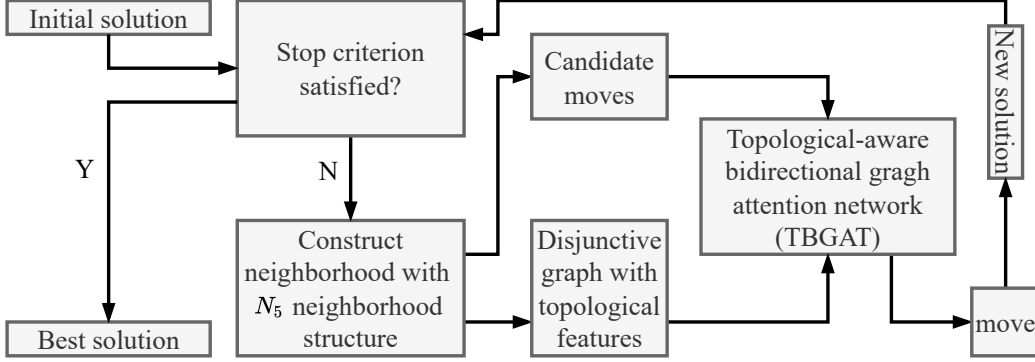 Initial solution
Stop criterion
satisfied?
Candidate
moves
New solution
Topological-aware
bidirectional gragh
attention network
(TBGAT)
Y
N
Construct
neighborhood with
N₅ neighborhood
structure
Disjunctive
graph with
topological
features
move
Best solution